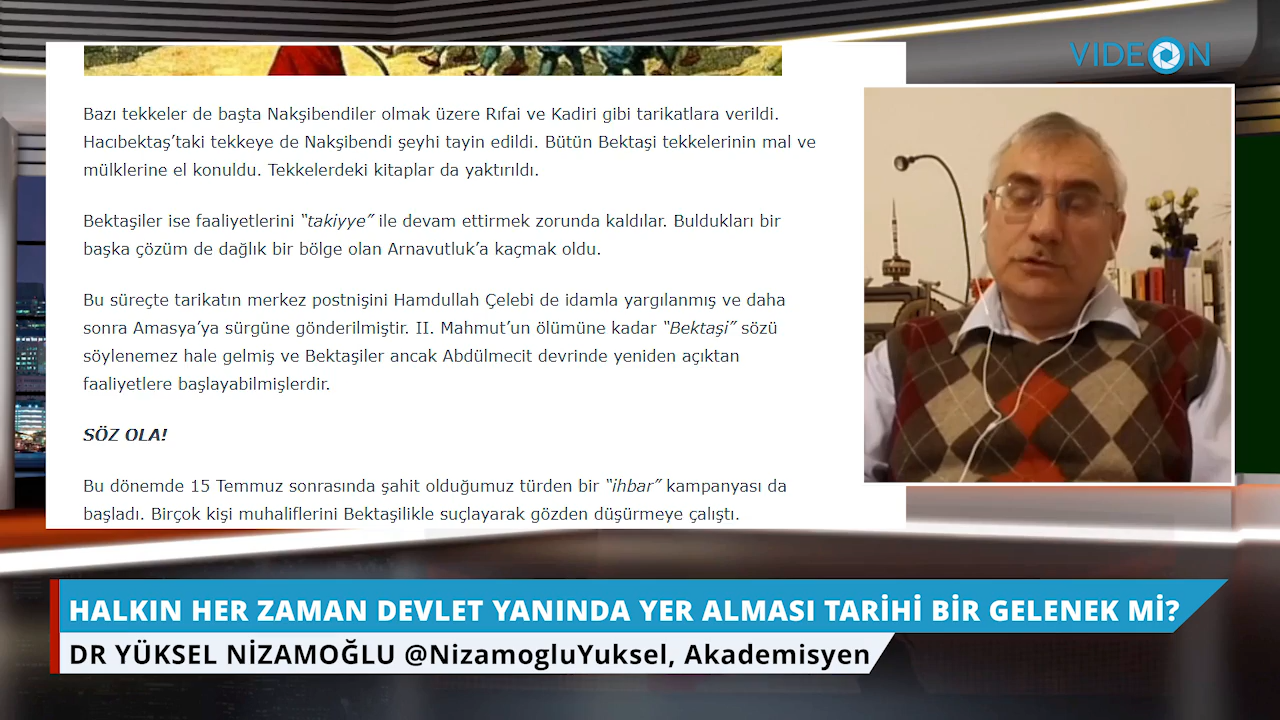 VIDEON
Bazı tekkeler de başta Nakşibendiler olmak üzere Rıfai ve Kadiri gibi tarikatlara verildi.
Hacıbektaş’taki tekkeye de Nakşibendi şeyhi tayin edildi. Bütün Bektaşi tekkelerinin mal ve
mülklerine el konuldu. Tekkelerdeki kitaplar da yaktırıldı.
Bektaşiler ise faaliyetlerini “takiyye” ile devam ettirmek zorunda kaldılar. Buldukları bir
başka çözüm de dağlık bir bölge olan Arnavutluk’a kaçmak oldu.
Bu süreçte tarikatın merkez postnişini Hamdullah Çelebi de idamla yargılanmış ve daha
sonra Amasya’ya sürgüne gönderilmiştir. II. Mahmut’un ölümüne kadar “Bektaşi” sözü
söylenemez hale gelmiş ve Bektaşiler ancak Abdülmecit devrinde yeniden açıktan
faaliyetlere başlayabilmişlerdir.
SÖZ OLA!
Bu dönemde 15 Temmuz sonrasında şahit olduğumuz türden bir “ihbar” kampanyası da
başladı. Birçok kişi muhaliflerini Bektaşilikle suçlayarak gözden düşürmeye çalıştı.
HALKIN HER ZAMAN DEVLET YANINDA YER ALMASI TARİHİ BİR GELENEK Mİ?
DR YÜKSEL NİZAMOĞLU @NizamogluYuksel, Akademisyen